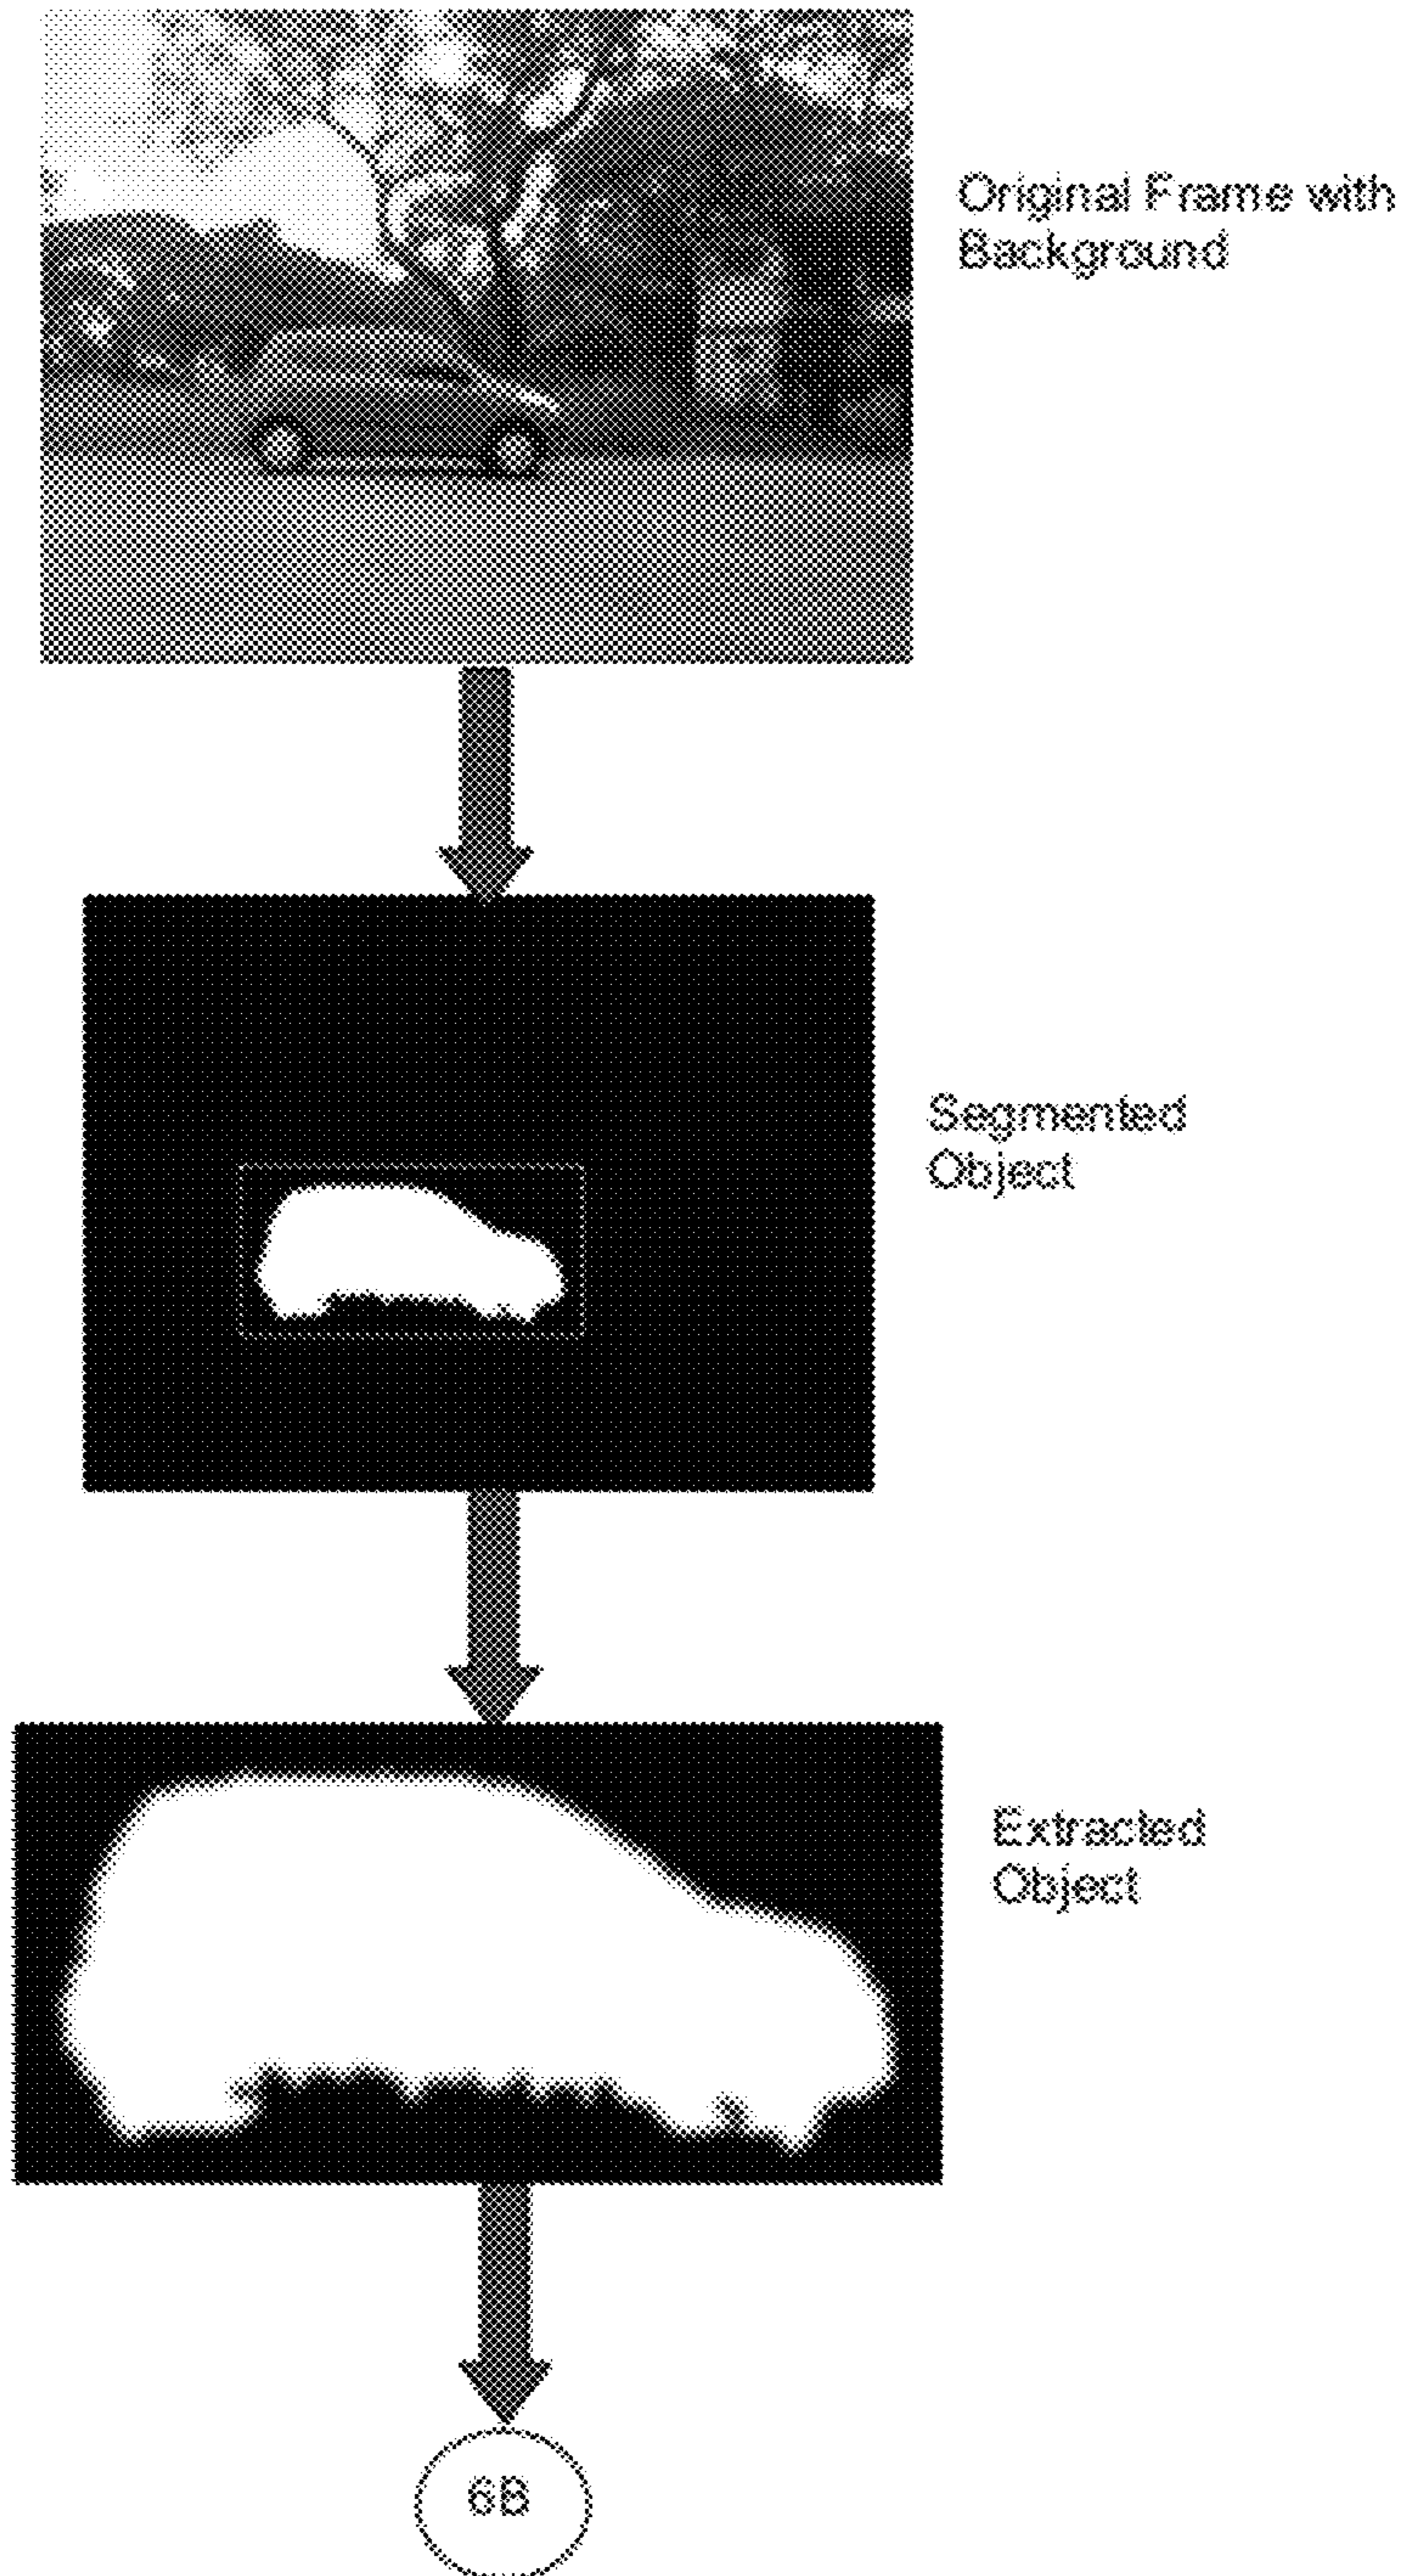 Original Frame with
Background
Segmented
Object
Extracted
Object
6B